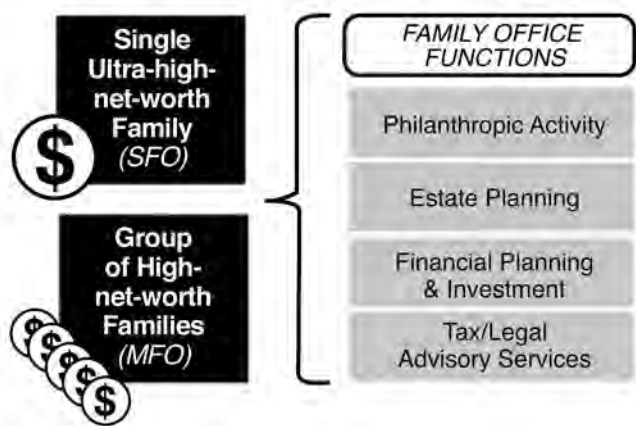 Single
Ultra-high-
net-worth
Family
(SFO)
$
Group
of High-
net-worth
Families
(MFO)
$
$
$
$
$
FAMILY OFFICE
FUNCTIONS
Philanthropic Activity
Estate Planning
Financial Planning
& Investment
Tax/Legal
Advisory Services